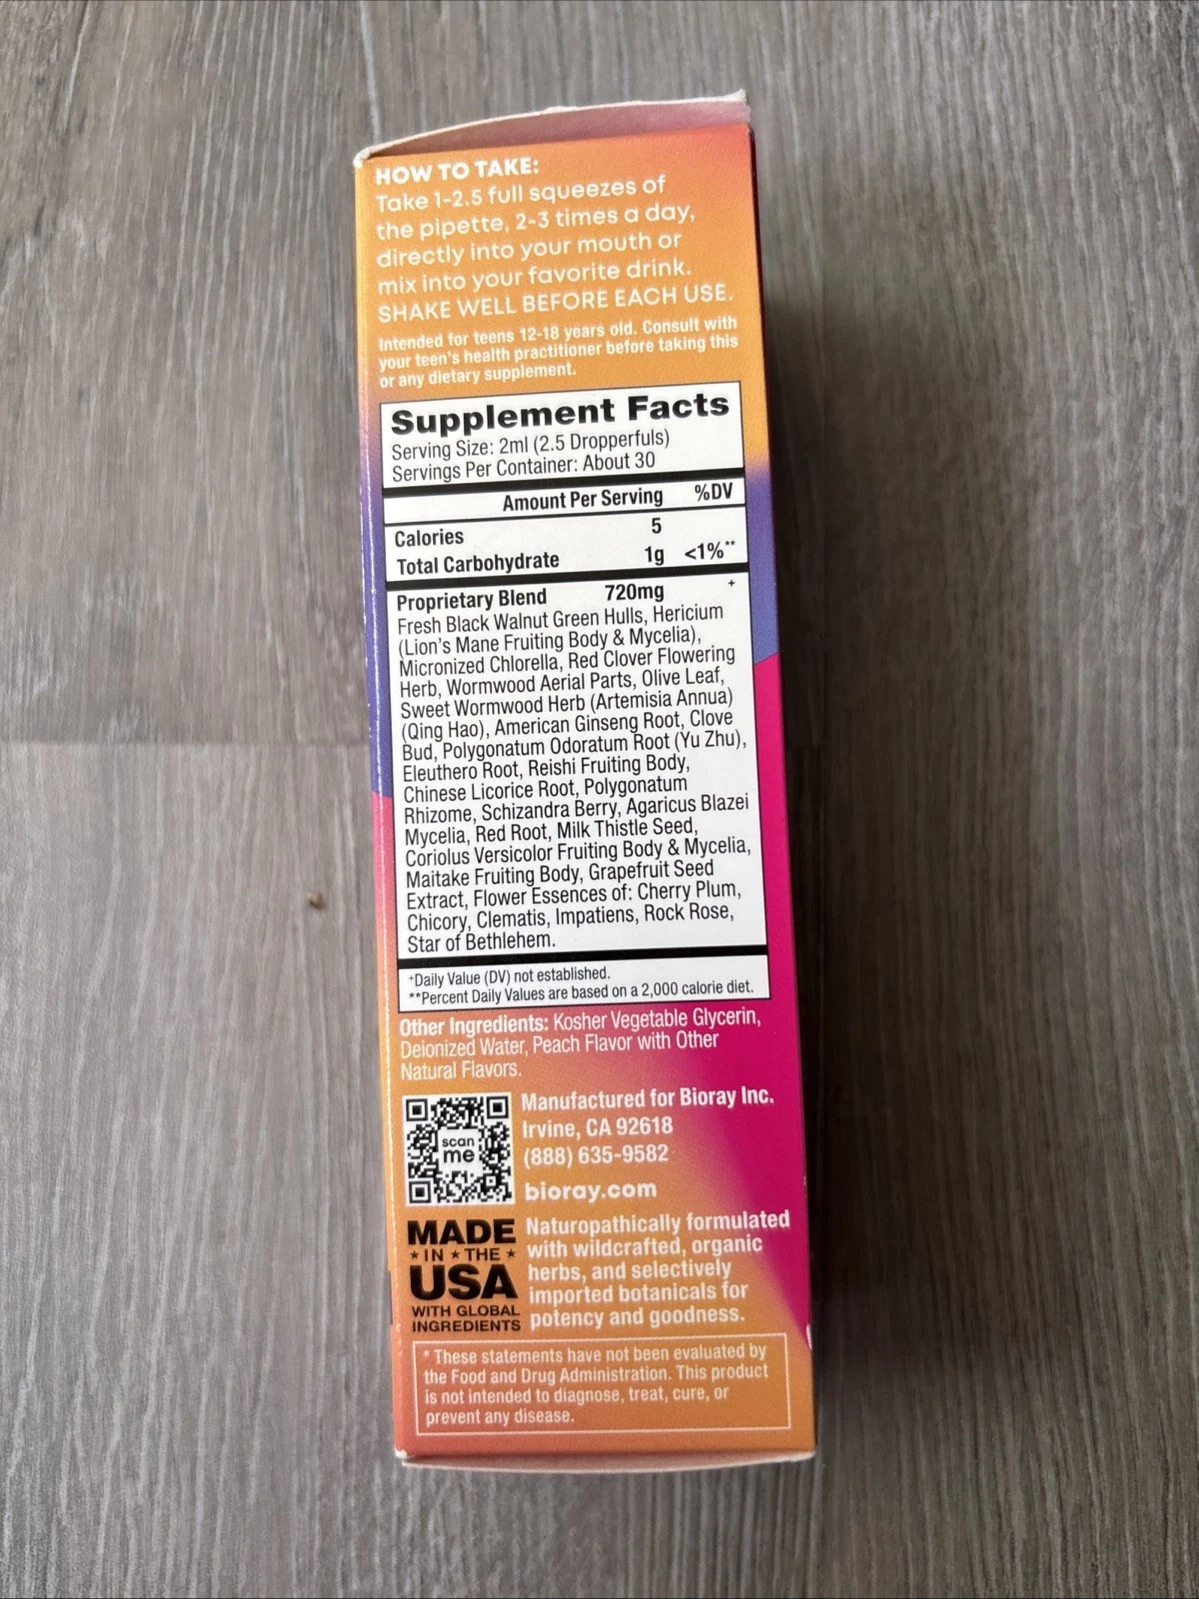 HOW TO TAKE:
Take 1-2.5 full squeezes of
the pipette, 2-3 times a day,
directly into your mouth or
mix into your favorite drink.
SHAKE WELL BEFORE EACH USE.
Intended for teens 12-18 years old. Consult with
your teen's health practitioner before taking this
or any dietary supplement.
Supplement Facts
Serving Size: 2ml (2.5 Dropperfuls)
Servings Per Container: About 30
Amount Per Serving %DV
Calories 5
Total Carbohydrate 1g <1%**
Proprietary Blend 720mg +
Fresh Black Walnut Green Hulls, Hericium
(Lion's Mane Fruiting Body & Mycelia),
Micronized Chlorella, Red Clover Flowering
Herb, Wormwood Aerial Parts, Olive Leaf,
Sweet Wormwood Herb (Artemisia Annua)
(Qing Hao), American Ginseng Root, Clove
Bud, Polygonatum Odoratum Root (Yu Zhu),
Eleuthero Root, Reishi Fruiting Body,
Chinese Licorice Root, Polygonatum
Rhizome, Schizandra Berry, Agaricus Blazei
Mycelia, Red Root, Milk Thistle Seed,
Coriolus Versicolor Fruiting Body & Mycelia,
Maitake Fruiting Body, Grapefruit Seed
Extract, Flower Essences of: Cherry Plum,
Chicory, Clematis, Impatiens, Rock Rose,
Star of Bethlehem.
+Daily Value (DV) not established.
**Percent Daily Values are based on a 2,000 calorie diet.
Other Ingredients: Kosher Vegetable Glycerin,
Deionized Water, Peach Flavor with Other
Natural Flavors.
scan
me
Manufactured for Bioray Inc.
Irvine, CA 92618
(888) 635-9582
bioray.com
MADE
★ IN ★ THE ★
USA
WITH GLOBAL
INGREDIENTS
Naturopathically formulated
with wildcrafted, organic
herbs, and selectively
imported botanicals for
potency and goodness.
* These statements have not been evaluated by
the Food and Drug Administration. This product
is not intended to diagnose, treat, cure, or
prevent any disease.